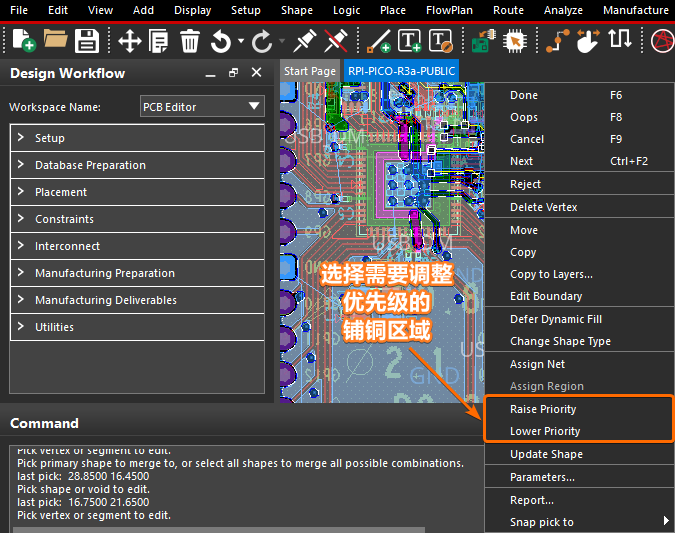 File Edit View Add Display Setup Shape Logic Place FlowPlan Route Analyze Manufacture
Design Workflow
Start Page
RPI-PICO-R3a-PUBLIC
Workspace Name:
PCB Editor
Setup
Database Preparation
Placement
Constraints
Interconnect
Manufacturing Preparation
Manufacturing Deliverables
Utilities
选择需要调整
优先级的
铺铜区域
GND
Done F6
Oops F8
Cancel F9
Next Ctrl+F2
Reject
Delete Vertex
Move
Copy
Copy to Layers...
Edit Boundary
Defer Dynamic Fill
Change Shape Type
Assign Net
Assign Region
Raise Priority
Lower Priority
Update Shape
Parameters...
Report...
Snap pick to
Command
Pick vertex or segment to edit.
Pick primary shape to merge to, or select all shapes to merge all possible combinations.
last pick: 28.8500 16.4500
Pick shape or void to edit.
last pick: 16.7500 21.6500
Pick vertex or segment to edit.